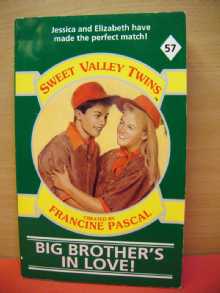 Jessica and Elizabeth have
made the perfect match!
57
SWEET VALLEY TWINS
CREATED BY
FRANCINE PASCAL
BIG BROTHER'S
IN LOVE!